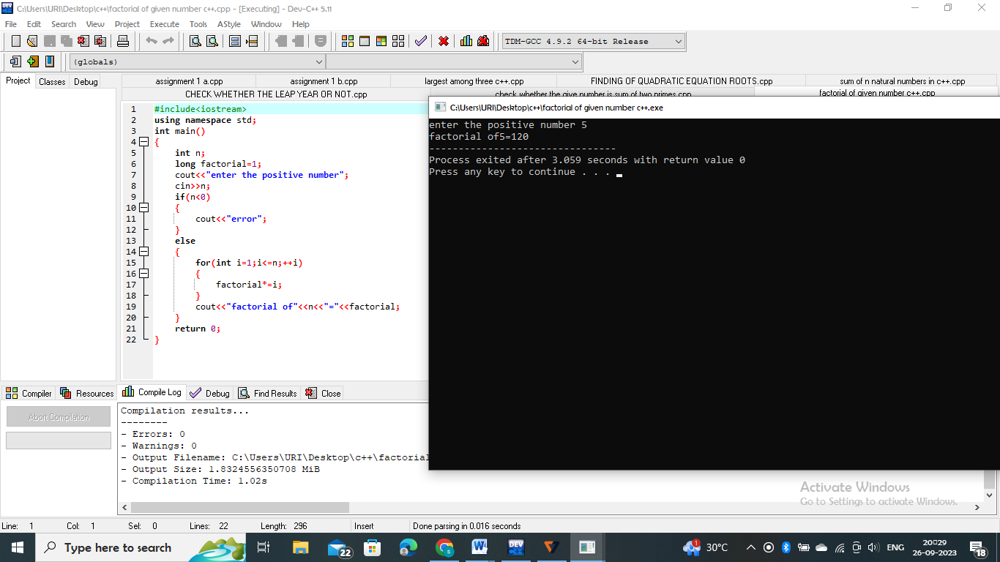 C:\Users\URI\Desktop\c++\factorial of given number c++.cpp - [Executing] - Dev-C++ 5.11
File Edit Search View Project Execute Tools AStyle Window Help
TDM-GCC 4.9.2 64-bit Release
(globals)
Project Classes Debug
assignment 1 a.cpp assignment 1 b.cpp largest among three c++.cpp FINDING OF QUADRATIC EQUATION ROOTS.cpp sum of n natural numbers in c++.cpp
CHECK WHETHER THE LEAP YEAR OR NOT.cpp check whether the give number is sum of two primes.cpp factorial of given number c++.cpp
1 #include<iostream>
2 using namespace std;
3 int main()
4 {
5 int n;
6 long factorial=1;
7 cout<<"enter the positive number";
8 cin>>n;
9 if(n<0)
10 {
11 cout<<"error";
12 }
13 else
14 {
15 for(int i=1;i<=n;++i)
16 {
17 factorial*=i;
18 }
19 cout<<"factorial of"<<n<<"="<<factorial;
20 }
21 return 0;
22 }
C:\Users\URI\Desktop\c++\factorial of given number c++.exe
enter the positive number 5
factorial of5=120
--------------------------------
Process exited after 3.059 seconds with return value 0
Press any key to continue . . .
Compiler Resources Compile Log Debug Find Results Close
Abort Compilation
Compilation results...
--------
- Errors: 0
- Warnings: 0
- Output Filename: C:\Users\URI\Desktop\c++\factorial
- Output Size: 1.8324556350708 MiB
- Compilation Time: 1.02s
Activate Windows
Go to Settings to activate Windows.
Line: 1 Col: 1 Sel: 0 Lines: 22 Length: 296 Insert Done parsing in 0.016 seconds
Type here to search 22 DEV 1 30°C ENG 20:29
26-09-2023 18